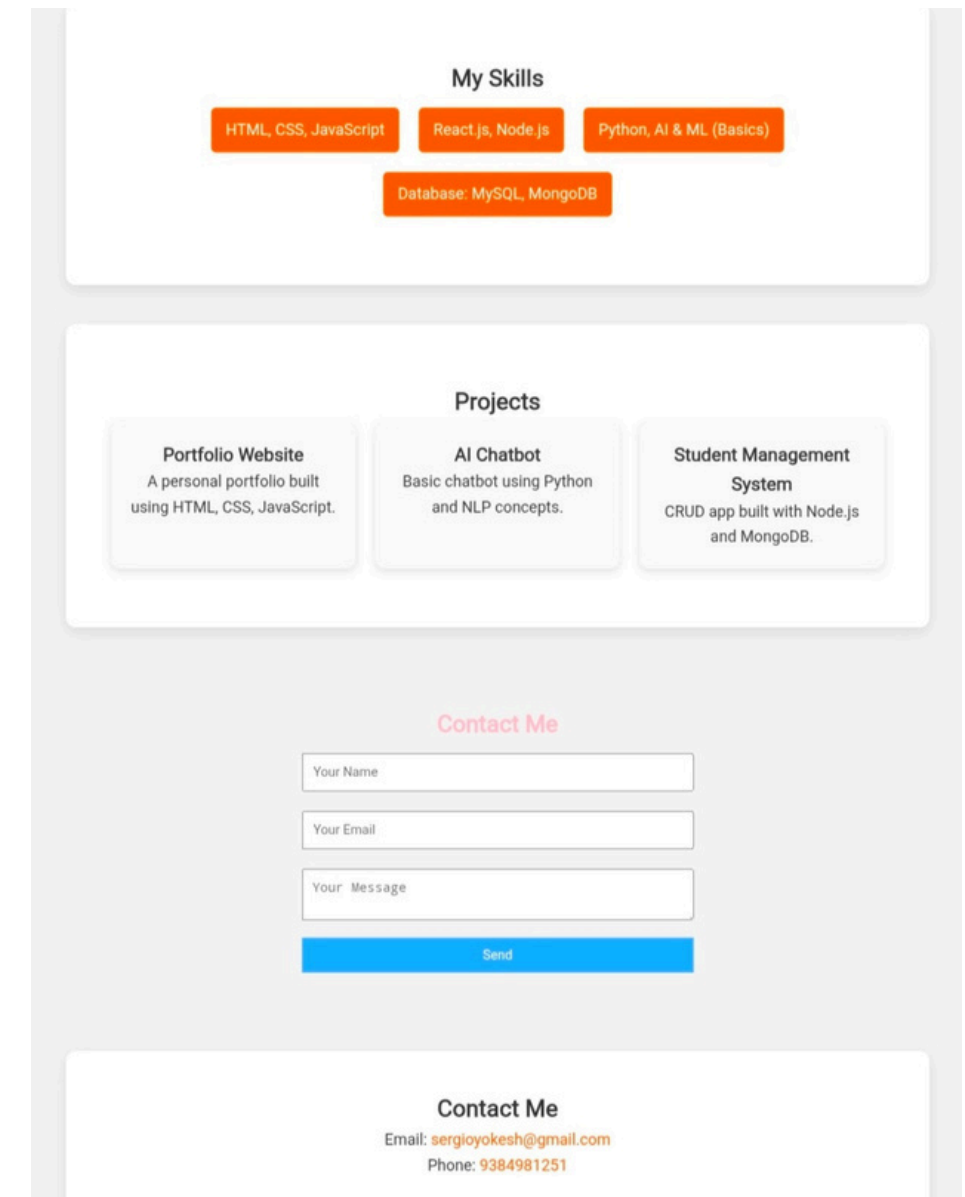 My Skills
HTML, CSS, JavaScript
React.js, Node.js
Python, AI & ML (Basics)
Database: MySQL, MongoDB
Projects
Portfolio Website
A personal portfolio built
using HTML, CSS, JavaScript.
AI Chatbot
Basic chatbot using Python
and NLP concepts.
Student Management
System
CRUD app built with Node.js
and MongoDB.
Contact Me
Your Name
Your Email
Your Message
Send
Contact Me
Email: sergioyokesh@gmail.com
Phone: 9384981251